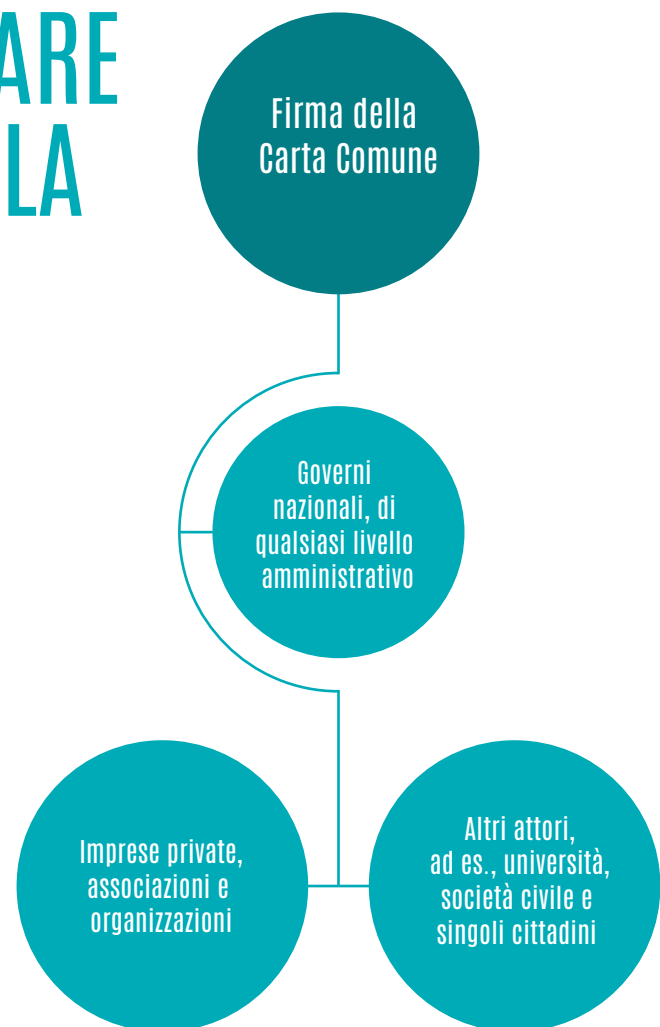 ARE
LA
Firma della
Carta Comune
Governi
nazionali, di
qualsiasi livello
amministrativo
Imprese private,
associazioni e
organizzazioni
Altri attori,
ad es., università,
società civile e
singoli cittadini